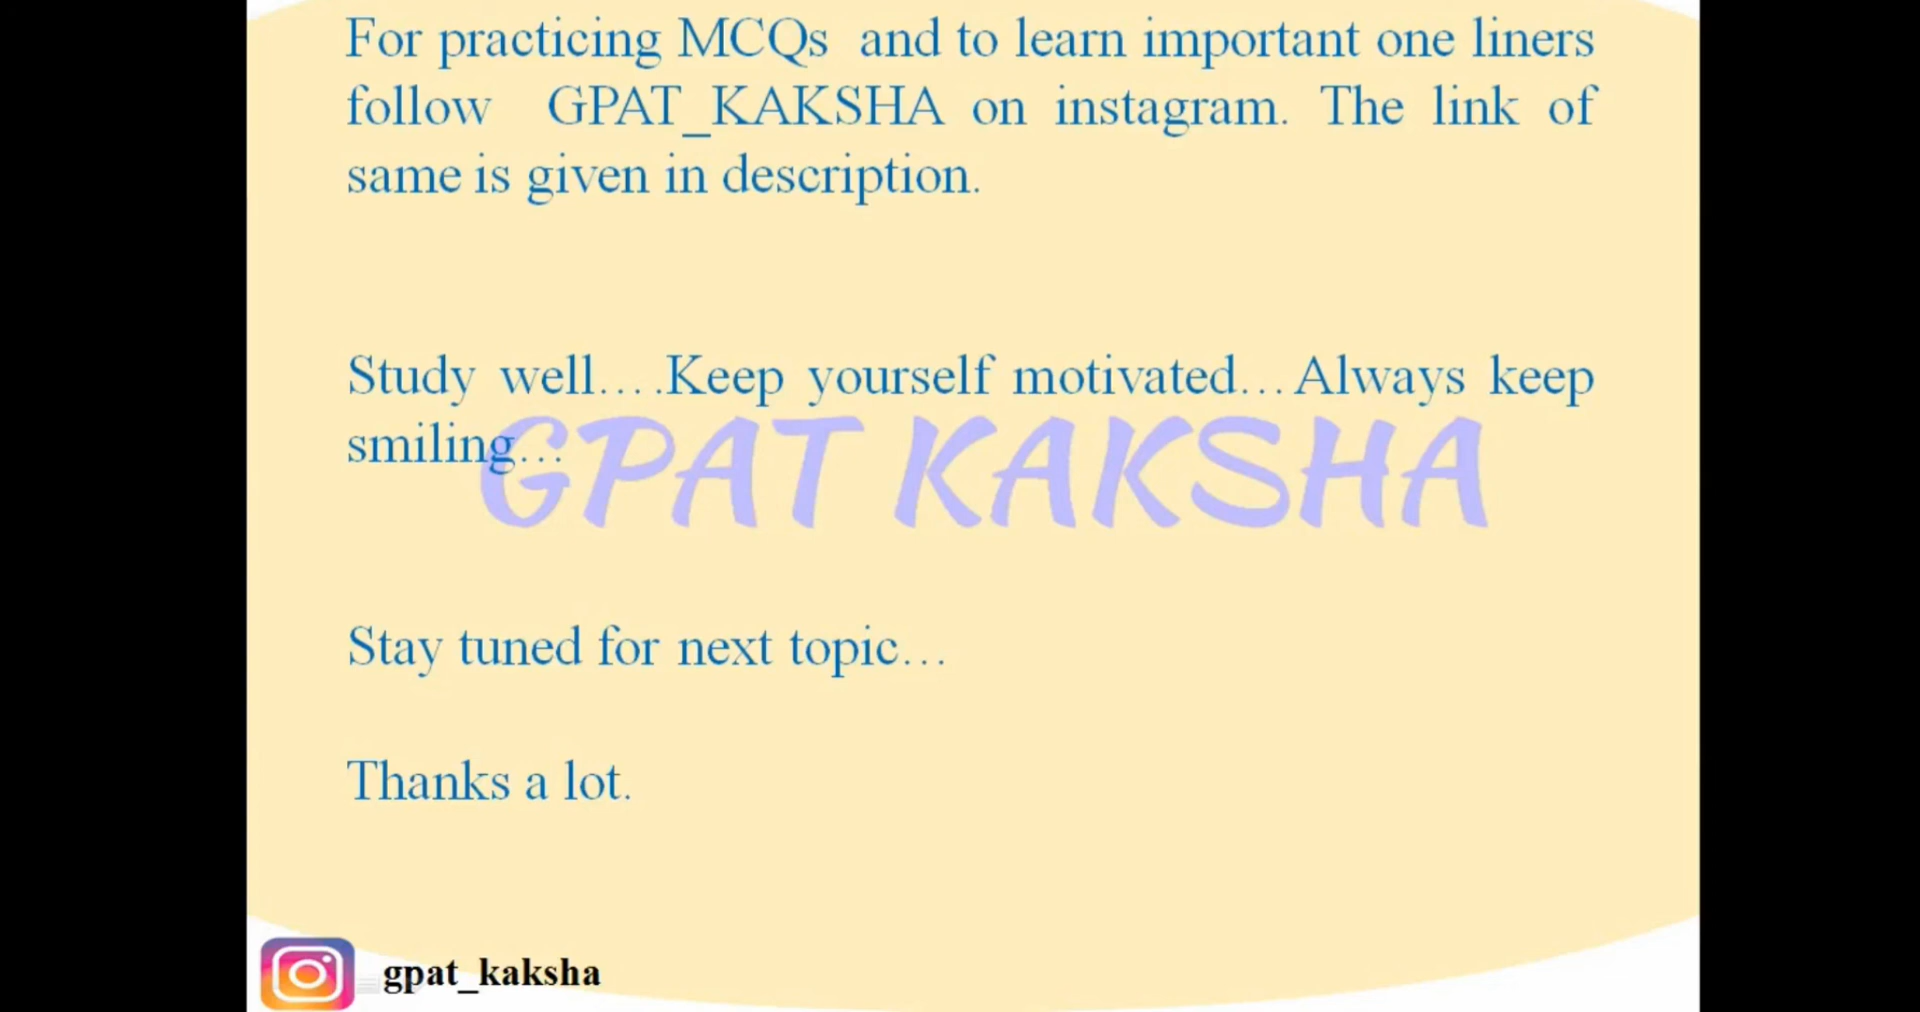 For practicing MCQs and to learn important one liners
follow GPAT_KAKSHA on instagram. The link of
same is given in description.
Study well….Keep yourself motivated…Always keep
smiling…
GPAT KAKSHA
Stay tuned for next topic…
Thanks a lot.
gpat_kaksha